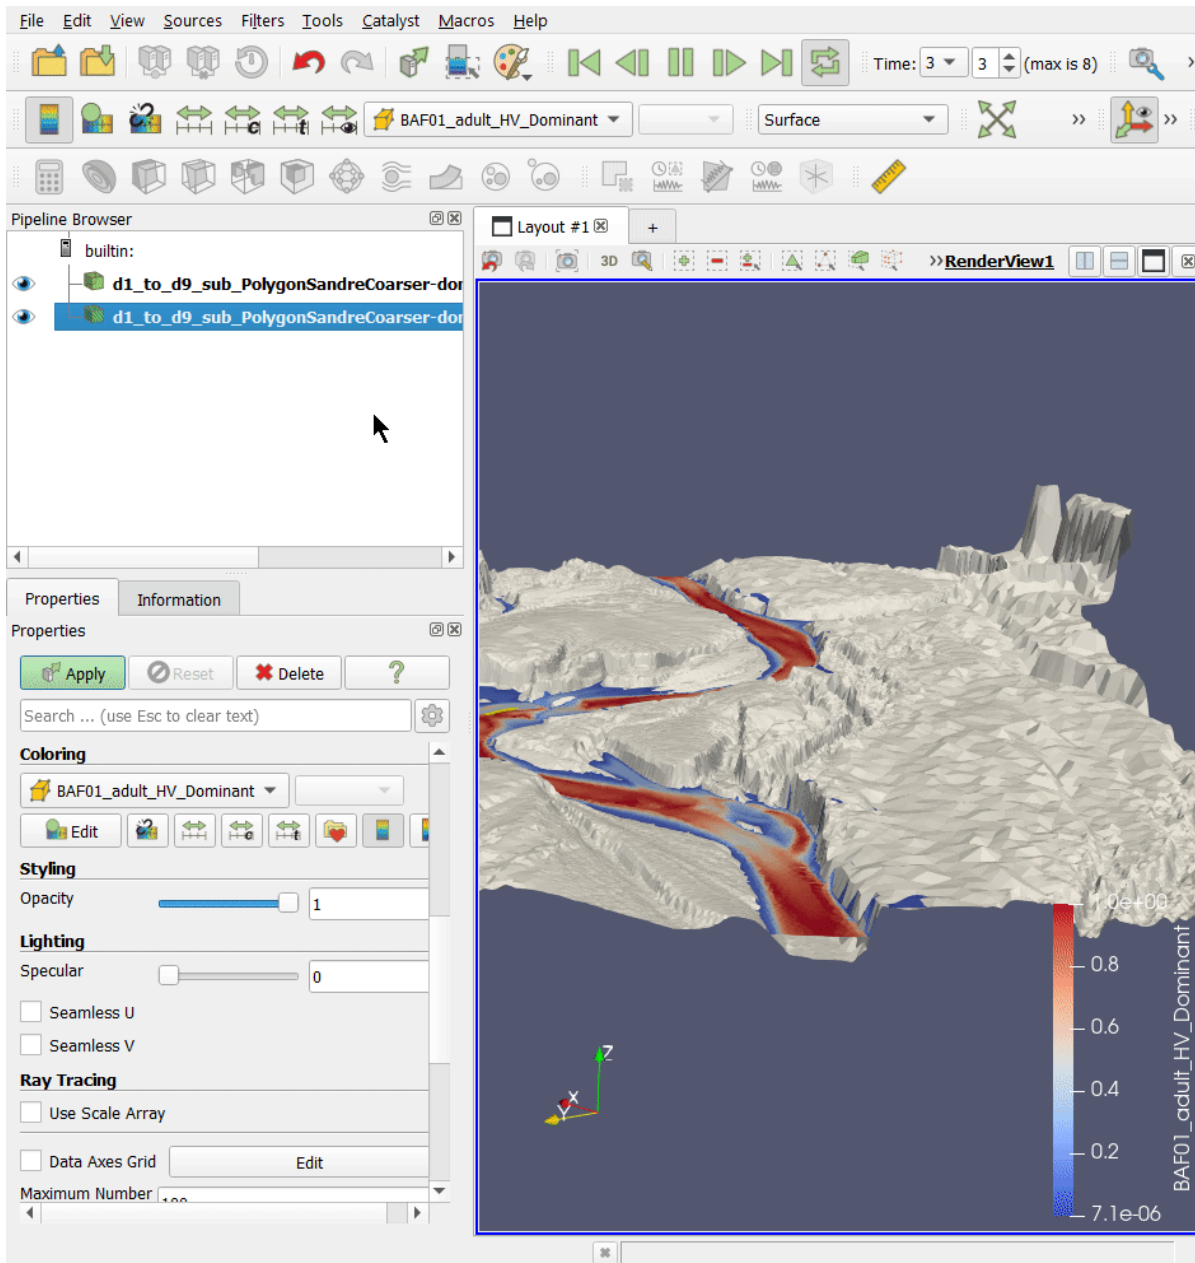 File Edit View Sources Filters Tools Catalyst Macros Help
Time: 3 3 (max is 8)
BAF01_adult_HV_Dominant Surface
Pipeline Browser
builtin:
d1_to_d9_sub_PolygonSandreCoarser-dor
d1_to_d9_sub_PolygonSandreCoarser-dor
Layout #1 +
3D RenderView1
Properties Information
Properties
Apply Reset Delete ?
Search ... (use Esc to clear text)
Coloring
BAF01_adult_HV_Dominant
Edit
Styling
Opacity 1
Lighting
Specular 0
Seamless U
Seamless V
Ray Tracing
Use Scale Array
Data Axes Grid Edit
Maximum Number
Z
X
Y
1.0e+00
0.8
0.6
0.4
0.2
7.1e-06
BAF01_adult_HV_Dominant